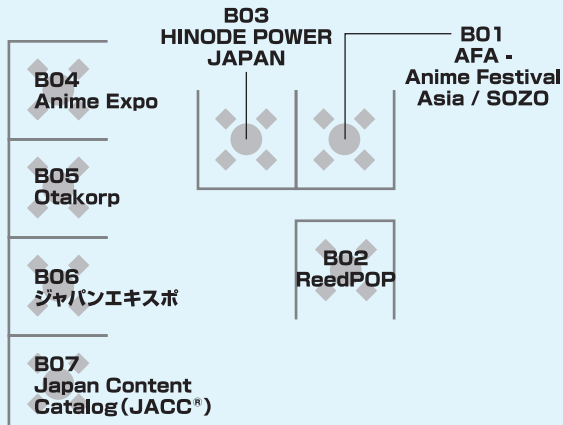 B03
HINODE POWER
JAPAN
B01
AFA -
Anime Festival
Asia / SOZO
B04
Anime Expo
B05
Otakorp
B02
ReedPOP
B06
ジャパンエキスポ
B07
Japan Content
Catalog(JACC®)